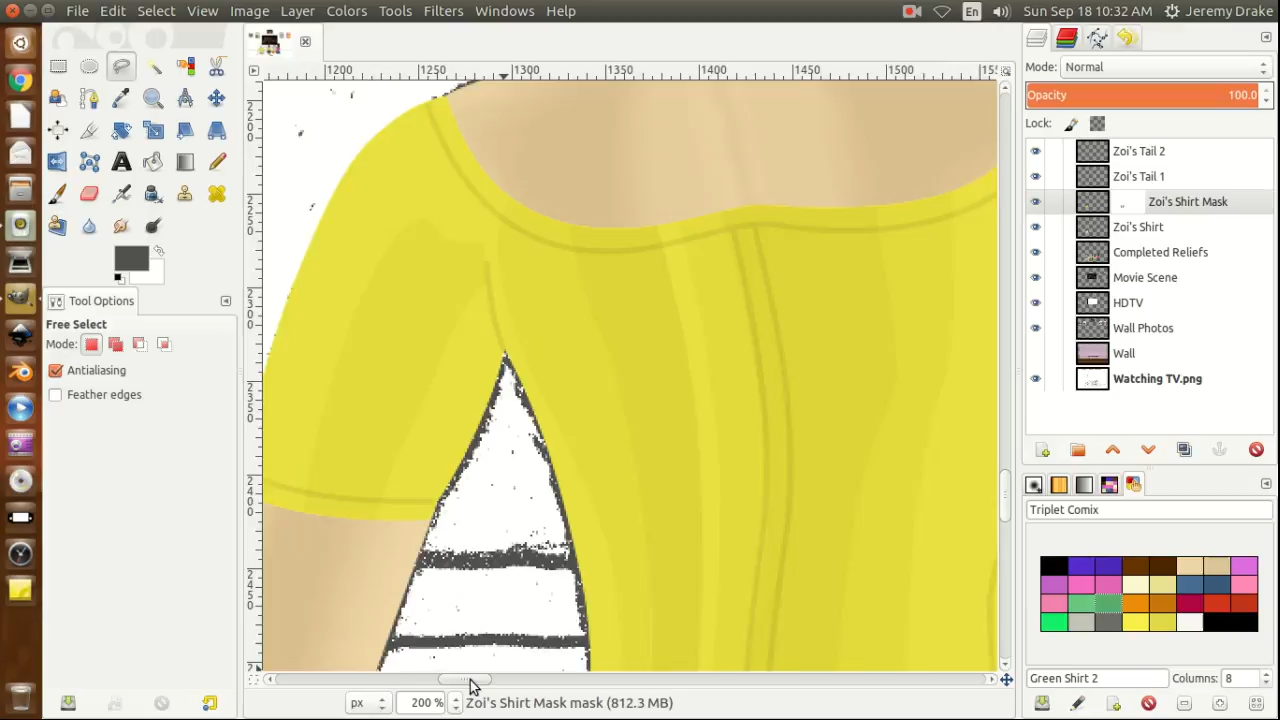 File Edit Select View Image Layer Colors Tools Filters Windows Help
En Sun Sep 18 10:32 AM Jeremy Drake
1200 1250 1300 1350 1400 1450 1500
Mode: Normal
Opacity 100.0
Lock:
Zoi's Tail 2
Zoi's Tail 1
Zoi's Shirt Mask
Zoi's Shirt
Completed Reliefs
Movie Scene
HDTV
Wall Photos
Wall
Watching TV.png
Tool Options
Free Select
Mode:
Antialiasing
Feather edges
Triplet Comix
Green Shirt 2 Columns: 8
px 200 % Zoi's Shirt Mask mask (812.3 MB)